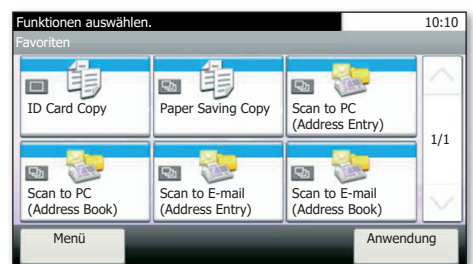 Funktionen auswählen.
10:10
Favoriten
ID Card Copy
Paper Saving Copy
Scan to PC
(Address Entry)
1/1
Scan to PC
(Address Book)
Scan to E-mail
(Address Entry)
Scan to E-mail
(Address Book)
Menü
Anwendung